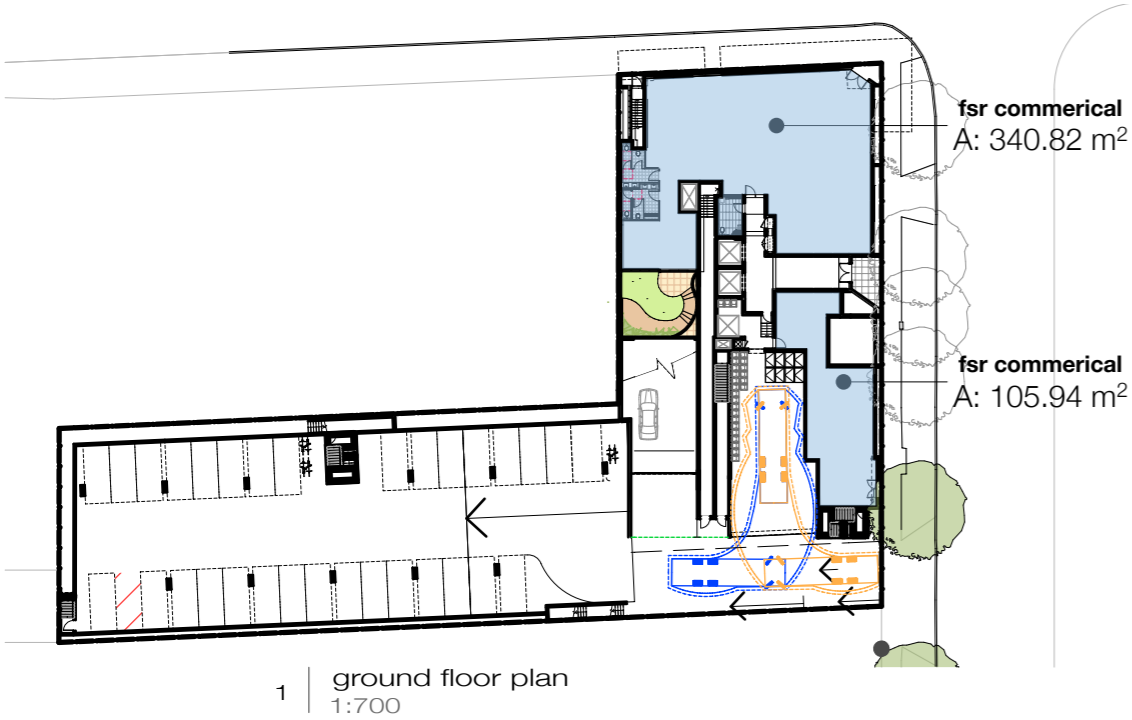 fsr commerical
A: 340.82 m²
fsr commerical
A: 105.94 m²
1
ground floor plan
1:700